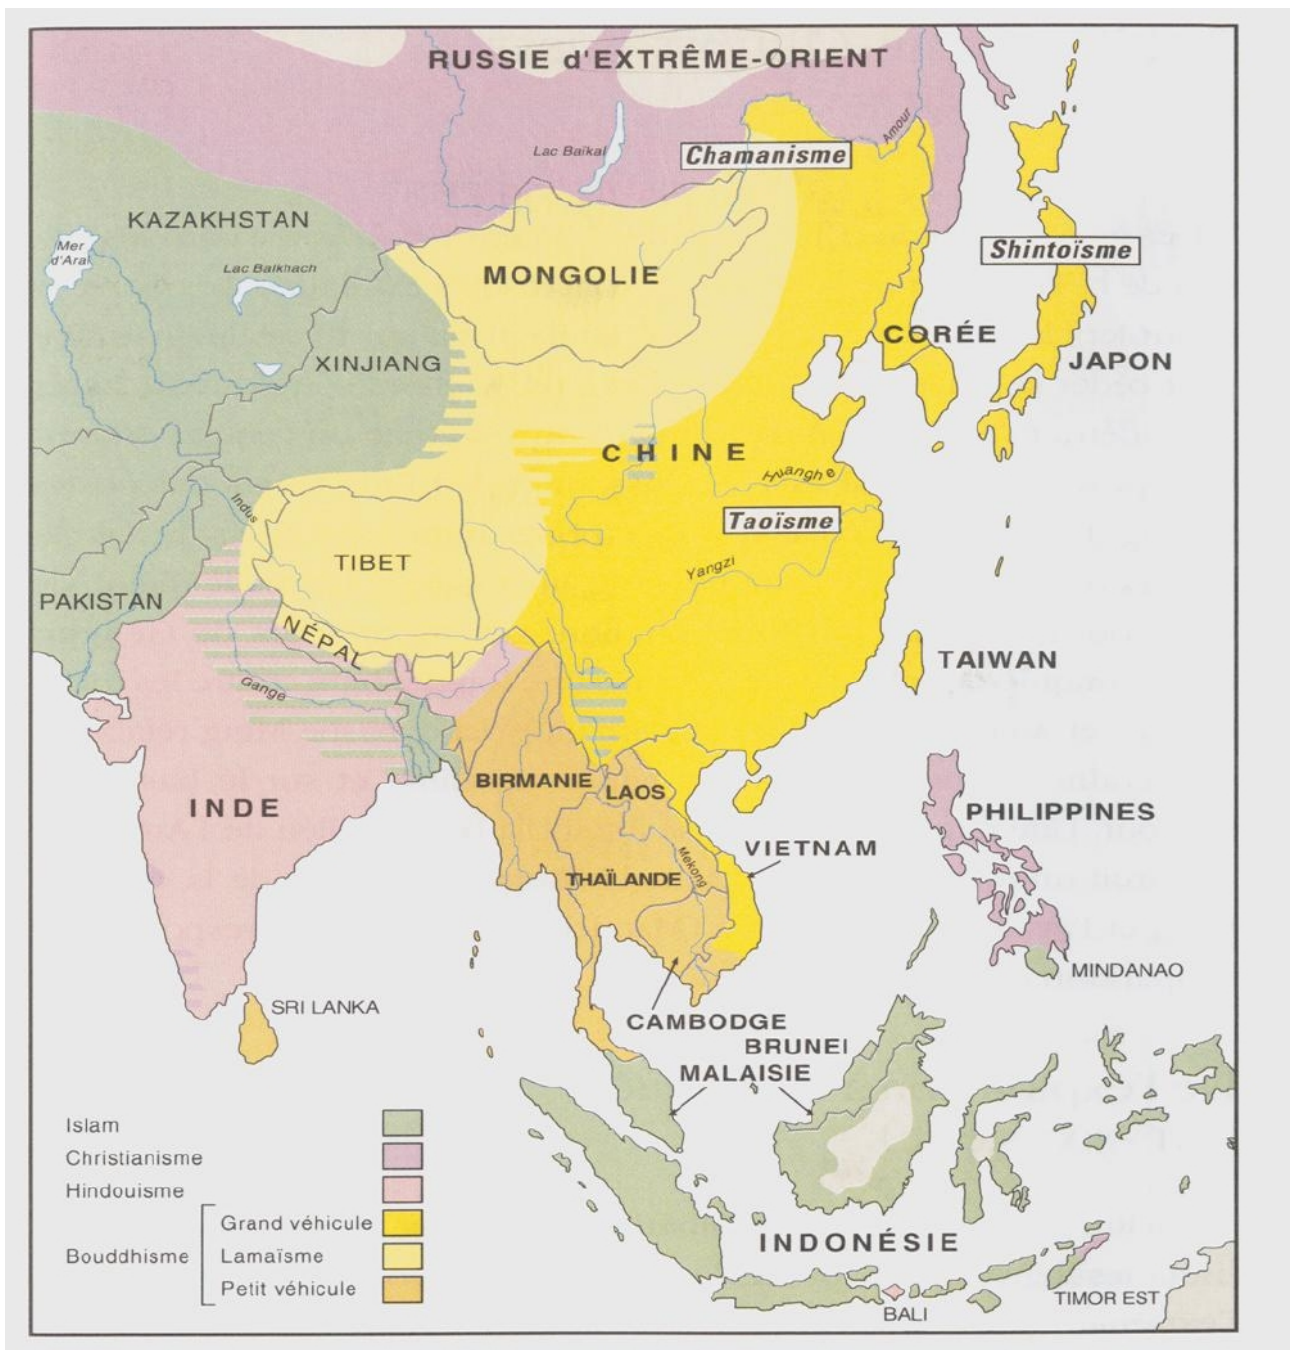 RUSSIE d'EXTRÊME-ORIENT
Amour
Lac Baïkal
Chamanisme
KAZAKHSTAN
Mer
d'Aral
Lac Balkhach
Shintoïsme
MONGOLIE
XINJIANG
CORÉE
JAPON
CHINE
Huanghe
Indus
Taoïsme
TIBET
Yangzi
PAKISTAN
NÉPAL
TAIWAN
Gange
BIRMANIE
LAOS
INDE
PHILIPPINES
VIETNAM
Mekong
THAÏLANDE
MINDANAO
SRI LANKA
CAMBODGE
BRUNEI
MALAISIE
Islam
Christianisme
Hindouisme
Grand véhicule
Bouddhisme
Lamaïsme
Petit véhicule
INDONÉSIE
TIMOR EST
BALI